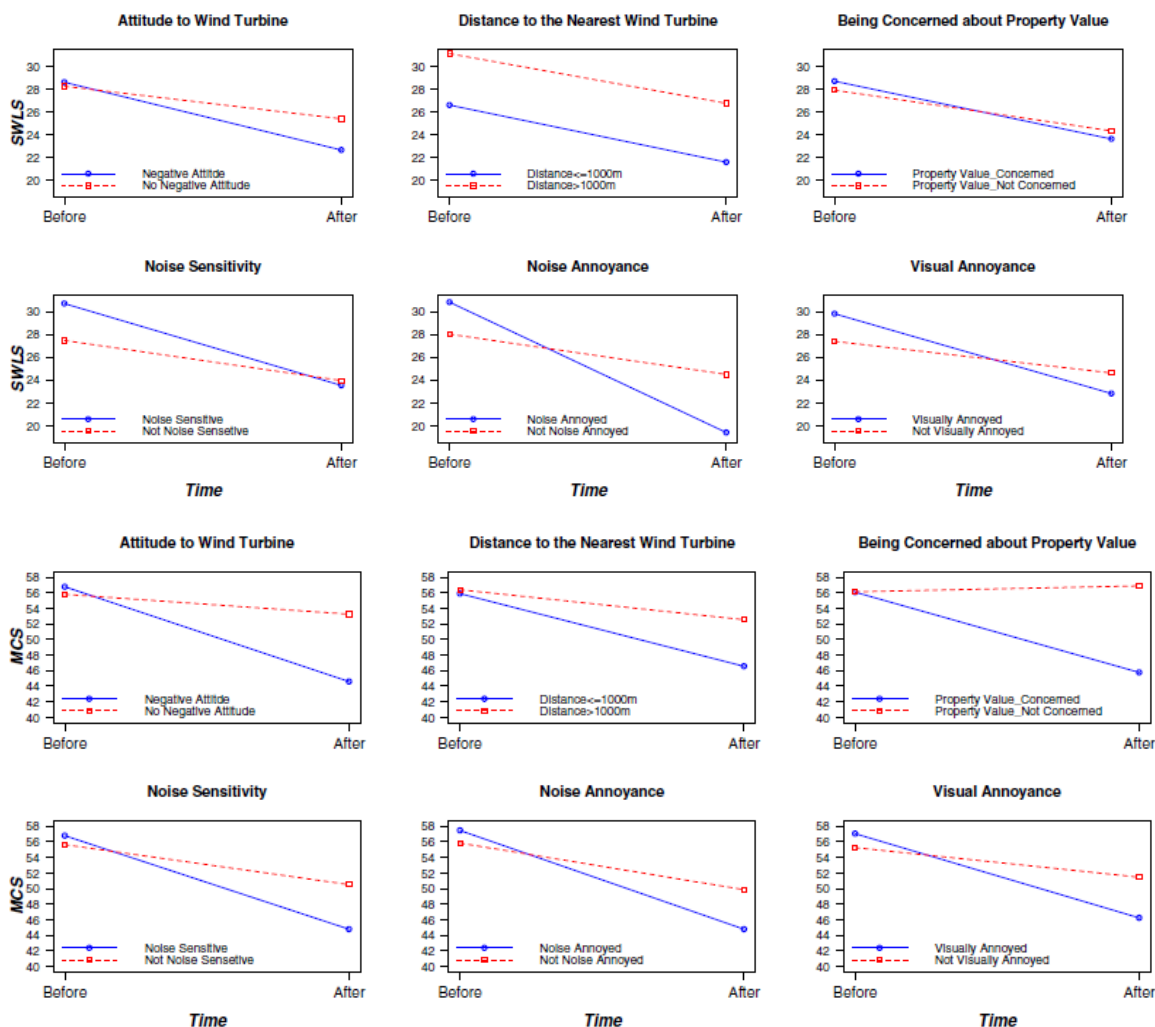 Attitude to Wind Turbine
Distance to the Nearest Wind Turbine
Being Concerned about Property Value
SWLS
30
28
26
24
22
20
Negative Attitde
No Negative Attitude
Before
After
30
28
26
24
22
20
Distance<=1000m
Distance>1000m
Before
After
30
28
26
24
22
20
Property Value_Concerned
Property Value_Not Concerned
Before
After
Noise Sensitivity
Noise Annoyance
Visual Annoyance
SWLS
30
28
26
24
22
20
Noise Sensitive
Not Noise Sensetive
Before
After
Time
30
28
26
24
22
20
Noise Annoyed
Not Noise Annoyed
Before
After
Time
30
28
26
24
22
20
Visually Annoyed
Not Visually Annoyed
Before
After
Time
Attitude to Wind Turbine
Distance to the Nearest Wind Turbine
Being Concerned about Property Value
MCS
58
56
54
52
50
48
46
44
42
40
Negative Attitde
No Negative Attitude
Before
After
58
56
54
52
50
48
46
44
42
40
Distance<=1000m
Distance>1000m
Before
After
58
56
54
52
50
48
46
44
42
40
Property Value_Concerned
Property Value_Not Concerned
Before
After
Noise Sensitivity
Noise Annoyance
Visual Annoyance
MCS
58
56
54
52
50
48
46
44
42
40
Noise Sensitive
Not Noise Sensetive
Before
After
Time
58
56
54
52
50
48
46
44
42
40
Noise Annoyed
Not Noise Annoyed
Before
After
Time
58
56
54
52
50
48
46
44
42
40
Visually Annoyed
Not Visually Annoyed
Before
After
Time